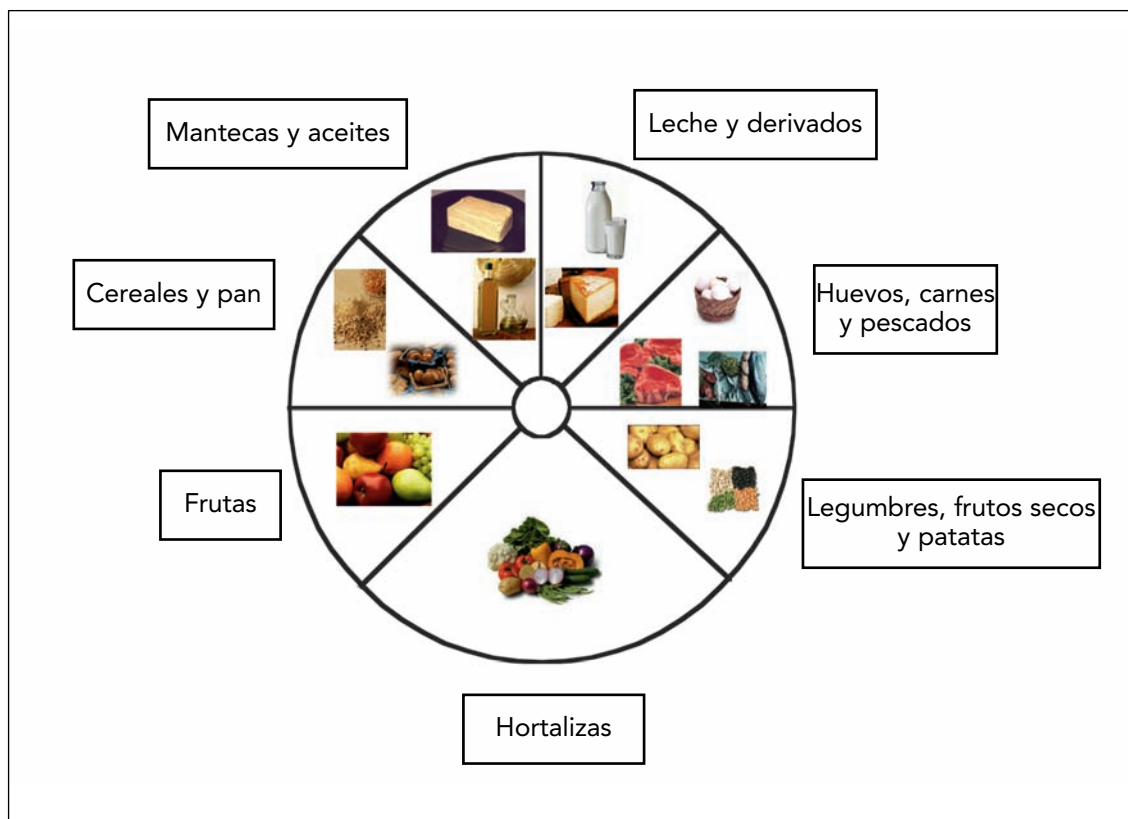 Mantecas y aceites
Leche y derivados
Cereales y pan
Huevos, carnes
y pescados
Frutas
Legumbres, frutos secos
y patatas
Hortalizas